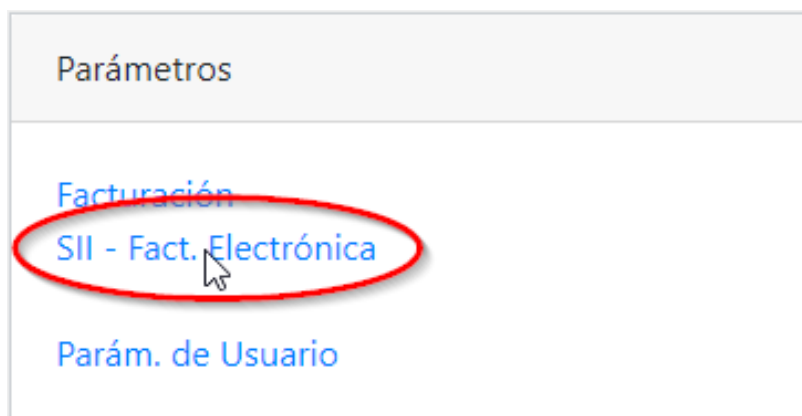 Parámetros
Facturación
SII - Fact. Electrónica
Parám. de Usuario